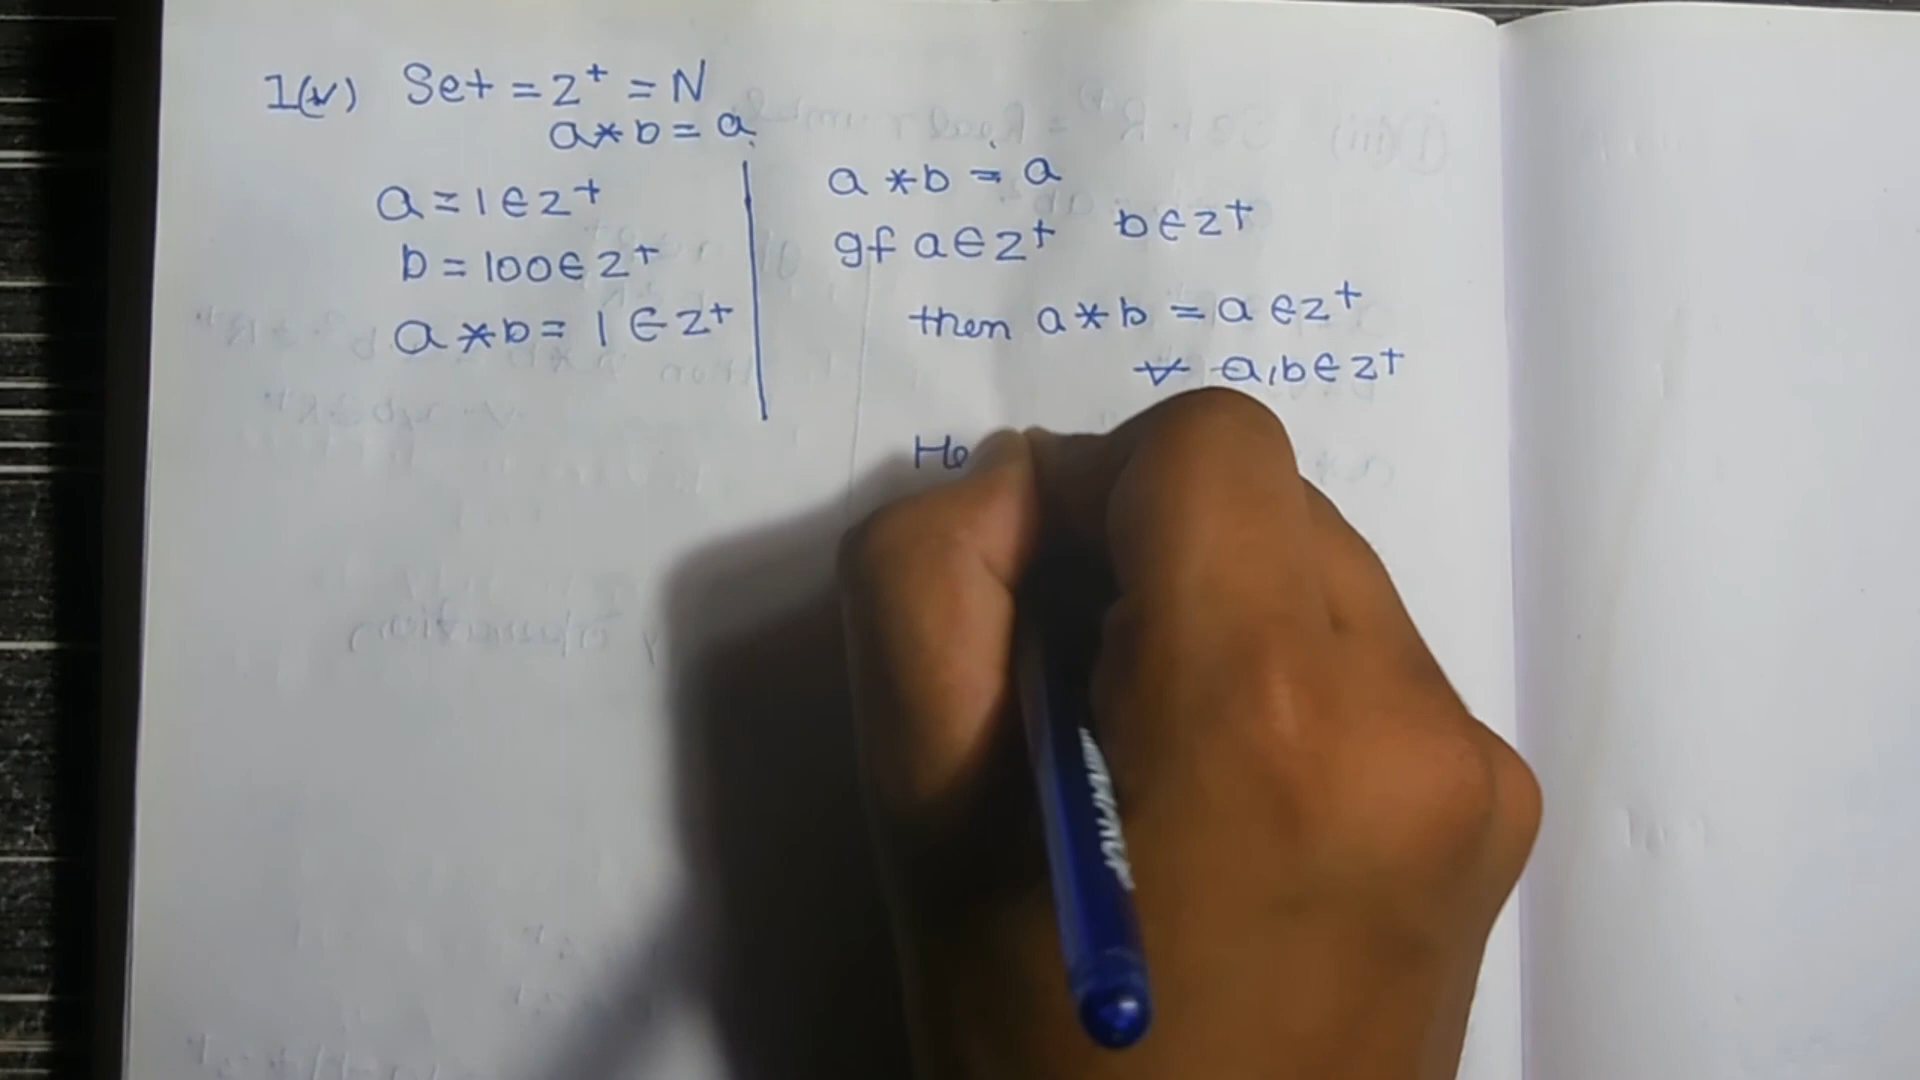 1(v) Set = Z⁺ = N
a*b = a.
a = 1 ∈ Z⁺
b = 100 ∈ Z⁺
a*b = 1 ∈ Z⁺
a*b = a
If a ∈ Z⁺ b ∈ Z⁺
then a*b = a ∈ Z⁺
∀ a,b ∈ Z⁺
He